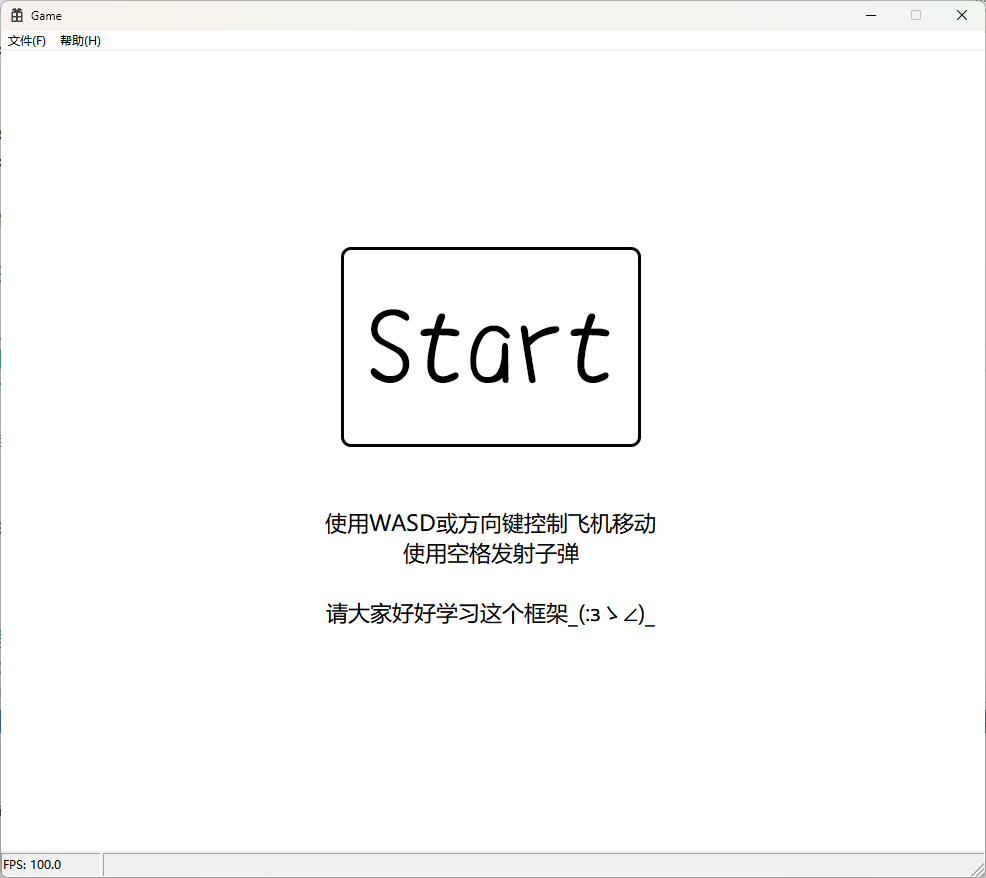 Game
文件(F) 帮助(H)
Start
使用WASD或方向键控制飞机移动
使用空格发射子弹
请大家好好学习这个框架_(:зゝ∠)_
FPS: 100.0